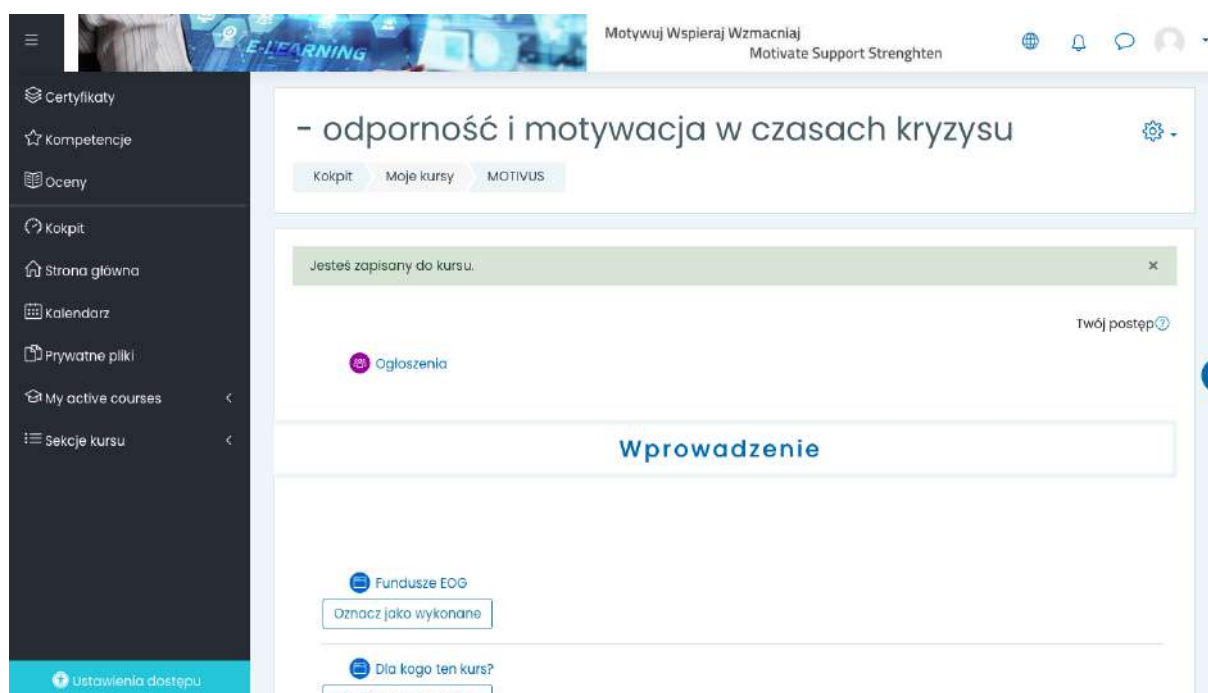 E-LEARNING
Motywuj Wspieraj Wzmacniaj
Motivate Support Strenghten
Certyfikaty
Kompetencje
Oceny
Kokpit
Strona główna
Kalendarz
Prywatne pliki
My active courses
Sekcje kursu
Ustawienia dostępu
- odporność i motywacja w czasach kryzysu
Kokpit Moje kursy MOTIVUS
Jesteś zapisany do kursu.
Twój postęp
Ogłoszenia
Wprowadzenie
Fundusze EOG
Oznacz jako wykonane
Dla kogo ten kurs?